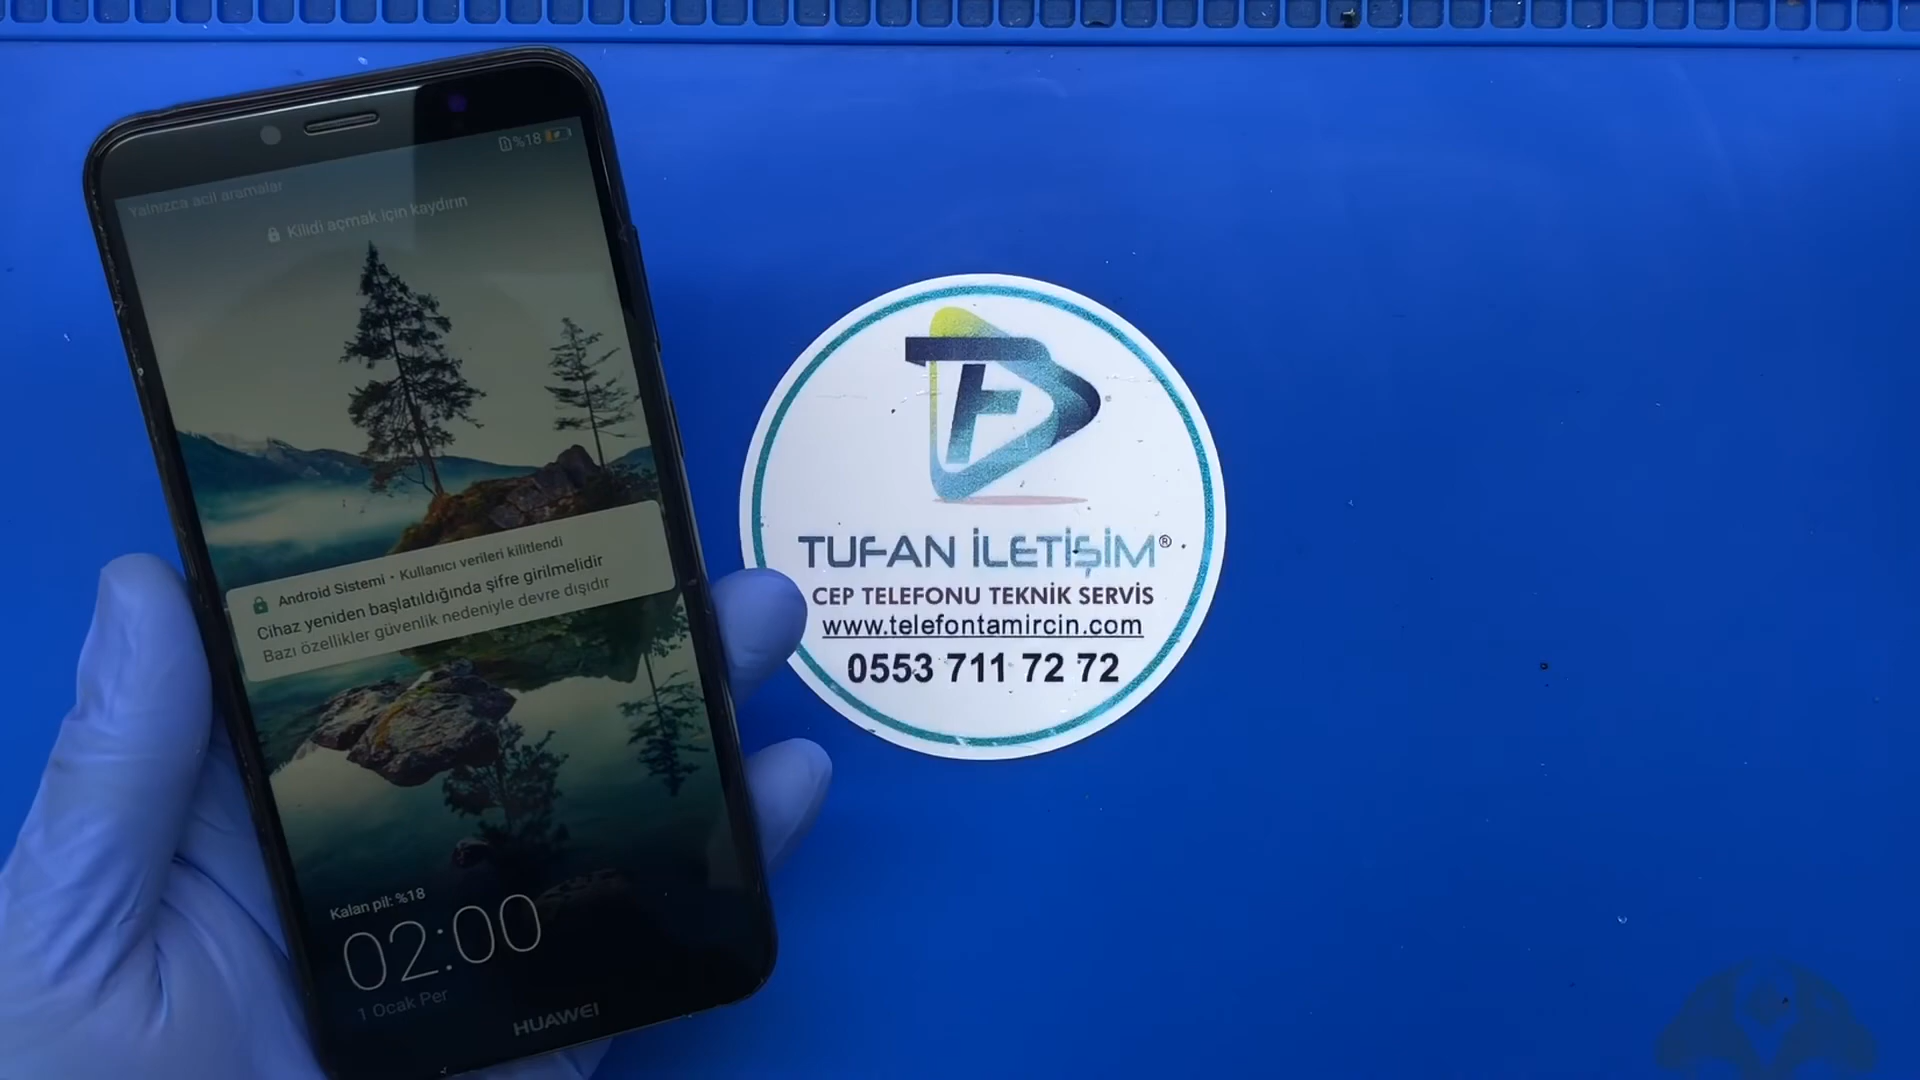 %18
Yalnızca acil aramalar
Kilidi açmak için kaydırın
Android Sistemi • Kullanıcı verileri kilitlendi
Cihaz yeniden başlatıldığında şifre girilmelidir
Bazı özellikler güvenlik nedeniyle devre dışıdır
Kalan pil: %18
02:00
1 Ocak Per
HUAWEI
TUFAN İLETİŞİM®
CEP TELEFONU TEKNİK SERVİS
www.telefontamircin.com
0553 711 72 72